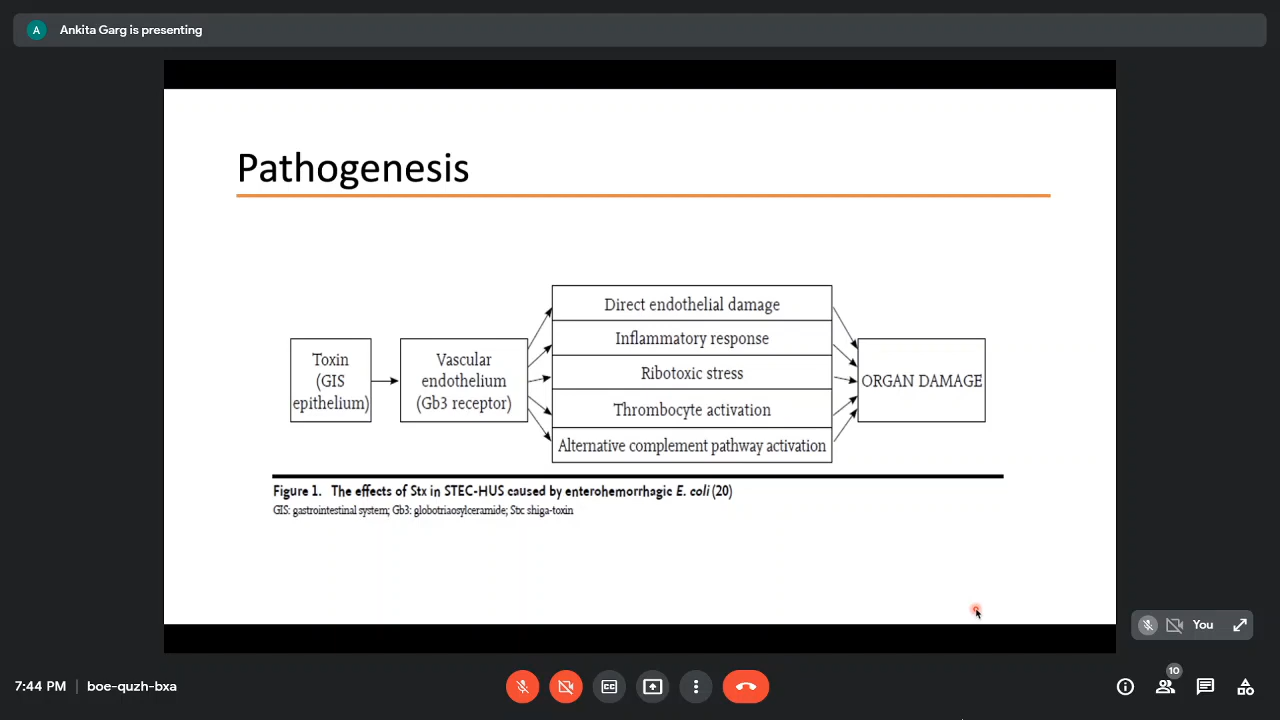 A
Ankita Garg is presenting
Pathogenesis
Toxin
(GIS
epithelium)
Vascular
endothelium
(Gb3 receptor)
Direct endothelial damage
Inflammatory response
Ribotoxic stress
Thrombocyte activation
Alternative complement pathway activation
ORGAN DAMAGE
Figure 1. The effects of Stx in STEC-HUS caused by enterohemorrhagic E. coli (20)
GIS: gastrointestinal system; Gb3: globotriaosylceramide; Stx: shiga-toxin
You
7:44 PM | boe-quzh-bxa
CC
10